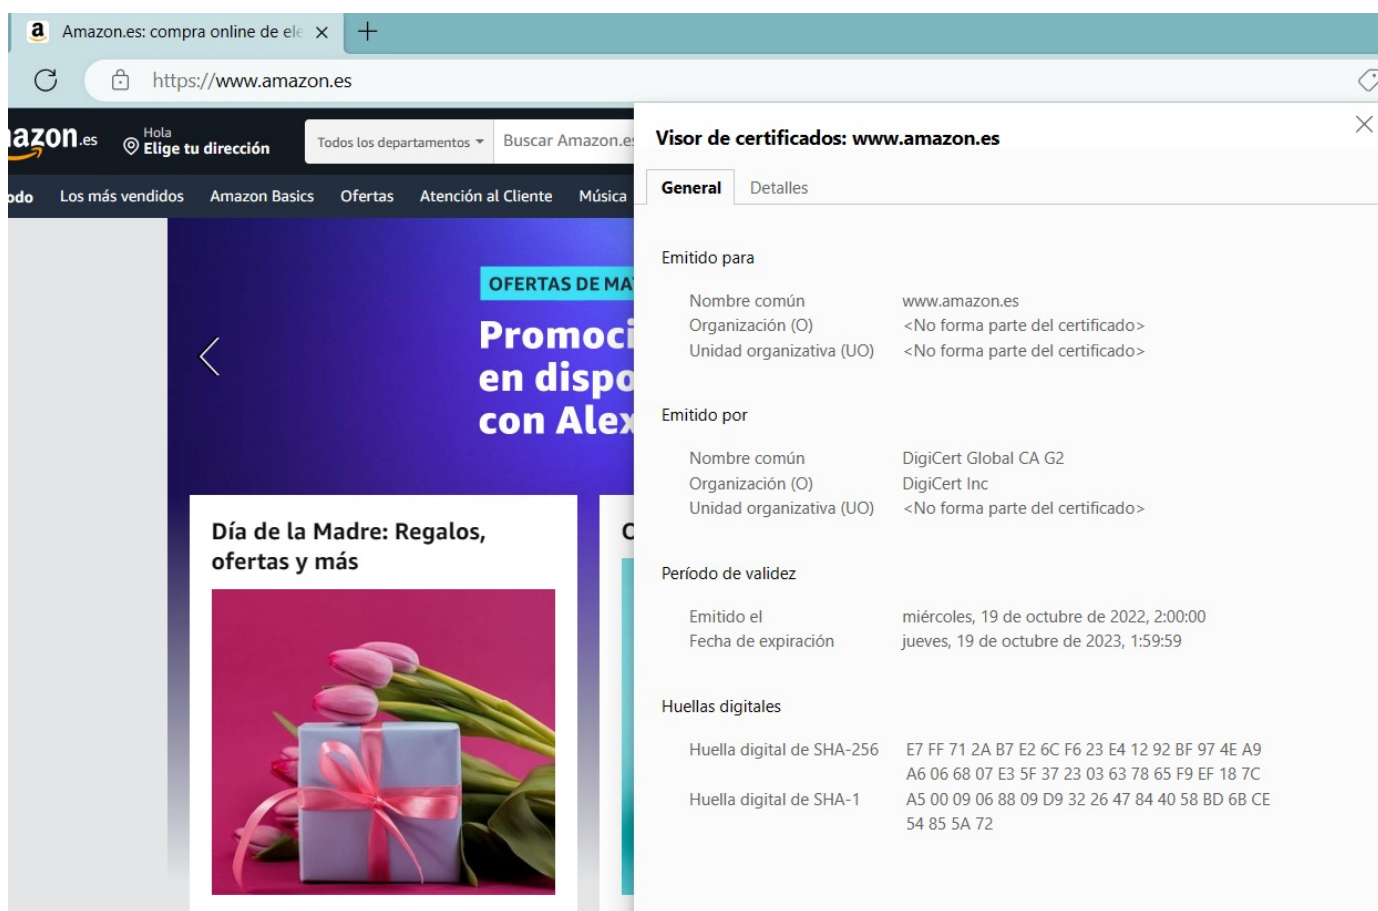 a Amazon.es: compra online de ele
https://www.amazon.es
azon.es
Hola
Elige tu dirección
Todos los departamentos
Buscar Amazon.es
odo Los más vendidos Amazon Basics Ofertas Atención al Cliente Música
OFERTAS DE MA
Promoci
en dispo
con Alex
Día de la Madre: Regalos,
ofertas y más
Visor de certificados: www.amazon.es
General Detalles
Emitido para
Nombre común www.amazon.es
Organización (O) <No forma parte del certificado>
Unidad organizativa (UO) <No forma parte del certificado>
Emitido por
Nombre común DigiCert Global CA G2
Organización (O) DigiCert Inc
Unidad organizativa (UO) <No forma parte del certificado>
Período de validez
Emitido el miércoles, 19 de octubre de 2022, 2:00:00
Fecha de expiración jueves, 19 de octubre de 2023, 1:59:59
Huellas digitales
Huella digital de SHA-256 E7 FF 71 2A B7 E2 6C F6 23 E4 12 92 BF 97 4E A9
A6 06 68 07 E3 5F 37 23 03 63 78 65 F9 EF 18 7C
Huella digital de SHA-1 A5 00 09 06 88 09 D9 32 26 47 84 40 58 BD 6B CE
54 85 5A 72